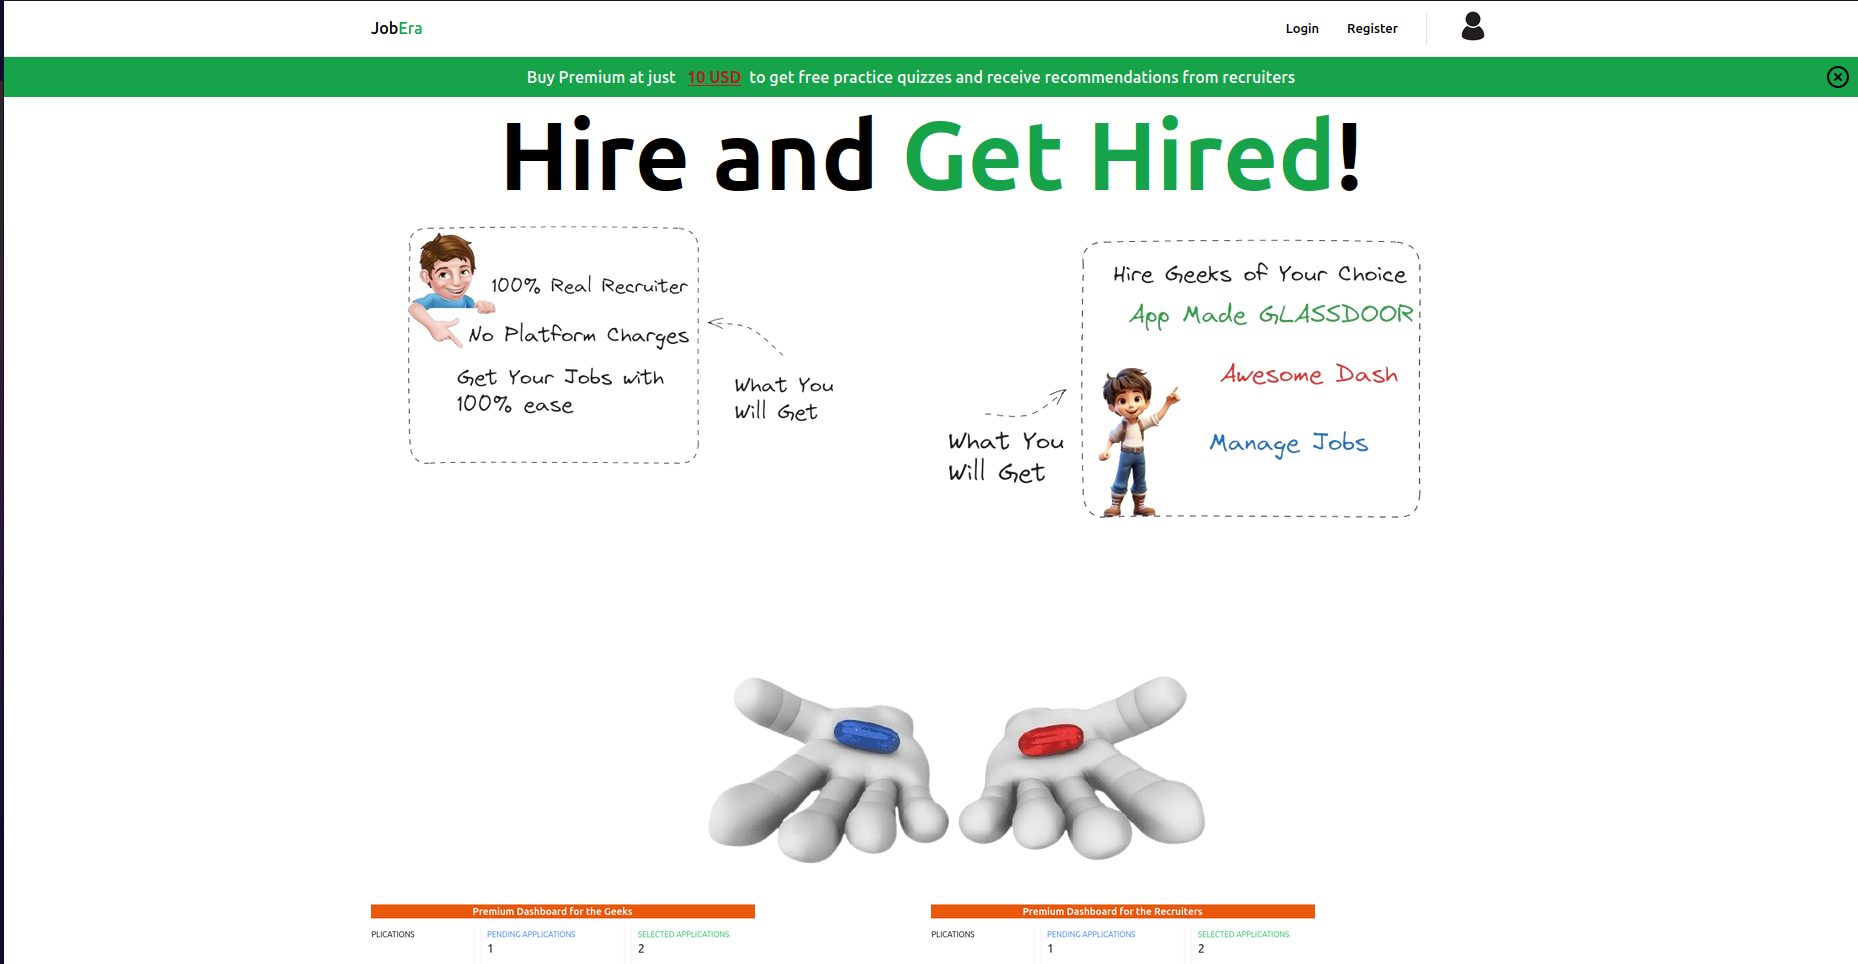 JobEra
Login Register
Buy Premium at just 10 USD to get free practice quizzes and receive recommendations from recruiters
Hire and Get Hired!
100% Real Recruiter
No Platform Charges
Get Your Jobs with
100% ease
What You
Will Get
Hire Geeks of Your Choice
App Made GLASSDOOR
Awesome Dash
Manage Jobs
What You
Will Get
Premium Dashboard for the Geeks
PLICATIONS PENDING APPLICATIONS SELECTED APPLICATIONS
1 2
Premium Dashboard for the Recruiters
PLICATIONS PENDING APPLICATIONS SELECTED APPLICATIONS
1 2